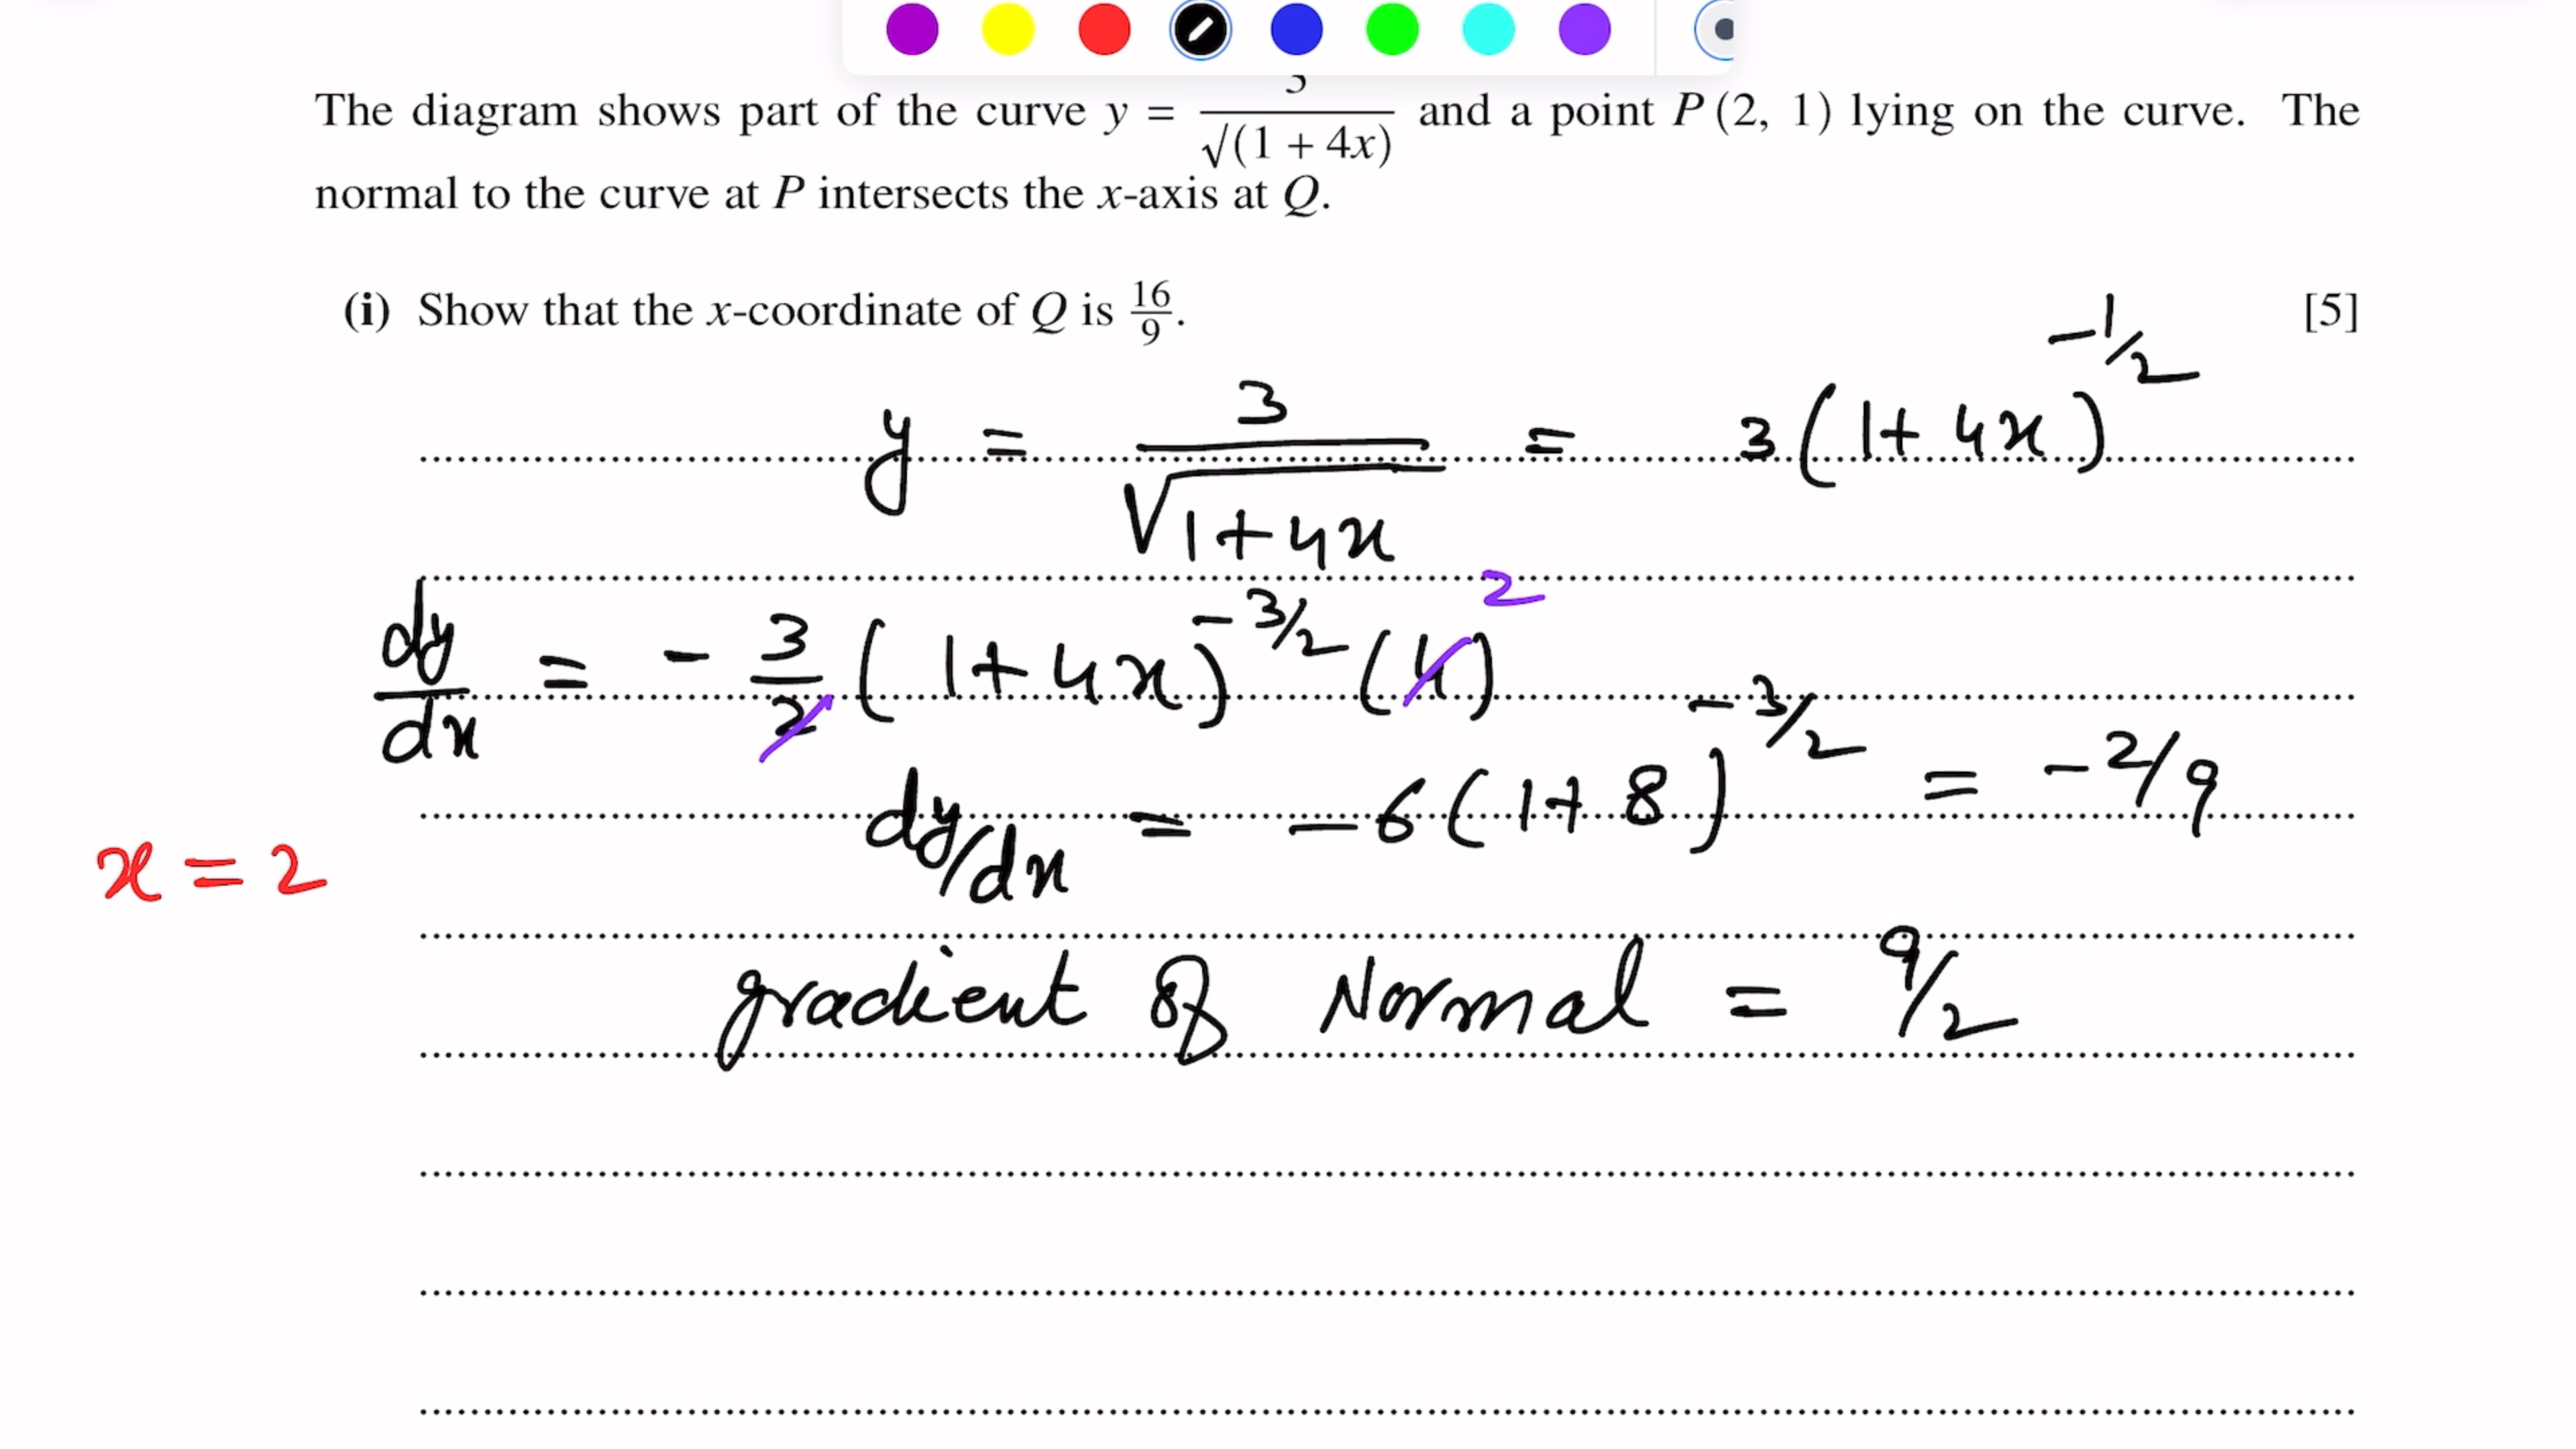 The diagram shows part of the curve y = 3/√(1 + 4x) and a point P (2, 1) lying on the curve. The
normal to the curve at P intersects the x-axis at Q.
(i) Show that the x-coordinate of Q is 16/9. [5]
y = 3/√(1+4x) = 3(1+4x)^(-1/2)
dy/dx = - 3/2 (1+4x)^(-3/2) (4) 2
dy/dx = -6(1+8)^(-3/2) = -2/9
x = 2
gradient of Normal = 9/2